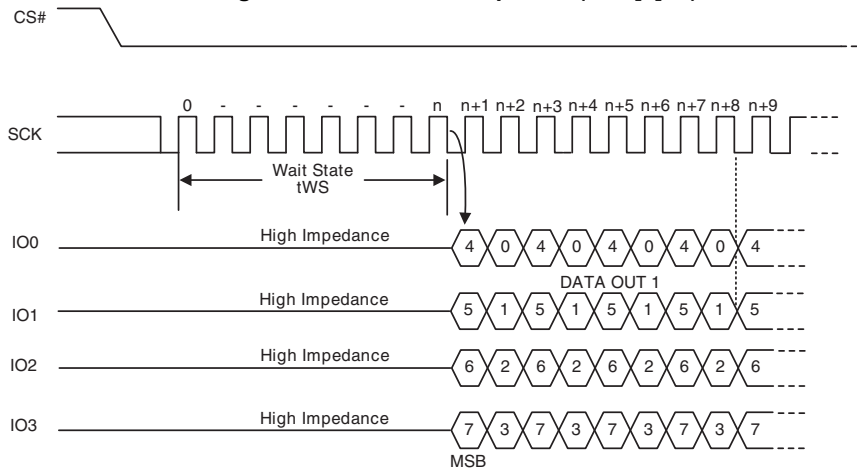 CS#
0 - - - - - - n n+1 n+2 n+3 n+4 n+5 n+6 n+7 n+8 n+9
SCK
Wait State
tWS
IO0 High Impedance 4 0 4 0 4 0 4 0 4
DATA OUT 1
IO1 High Impedance 5 1 5 1 5 1 5 1 5
IO2 High Impedance 6 2 6 2 6 2 6 2 6
IO3 High Impedance 7 3 7 3 7 3 7 3 7
MSB